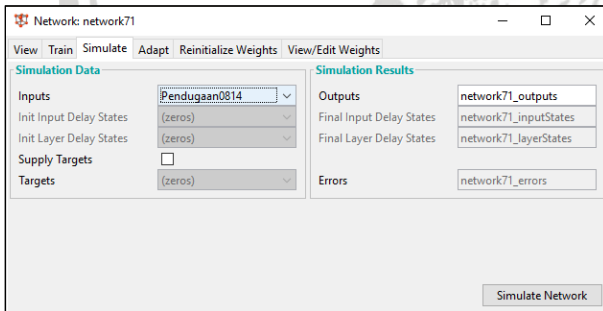 Network: network71
View Train Simulate Adapt Reinitialize Weights View/Edit Weights
Simulation Data
Inputs Pendugaan0814
Init Input Delay States (zeros)
Init Layer Delay States (zeros)
Supply Targets
Targets (zeros)
Simulation Results
Outputs network71_outputs
Final Input Delay States network71_inputStates
Final Layer Delay States network71_layerStates
Errors network71_errors
Simulate Network